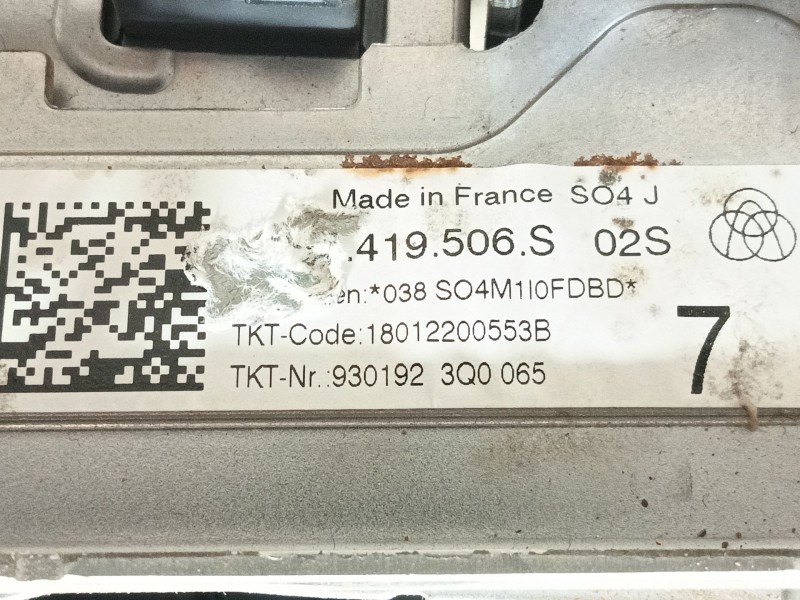 Made in France SO4 J
.419.506.S 02S
en:*038 SO4M1I0FDBD*
TKT-Code:18012200553B
TKT-Nr.:930192 3Q0 065
7